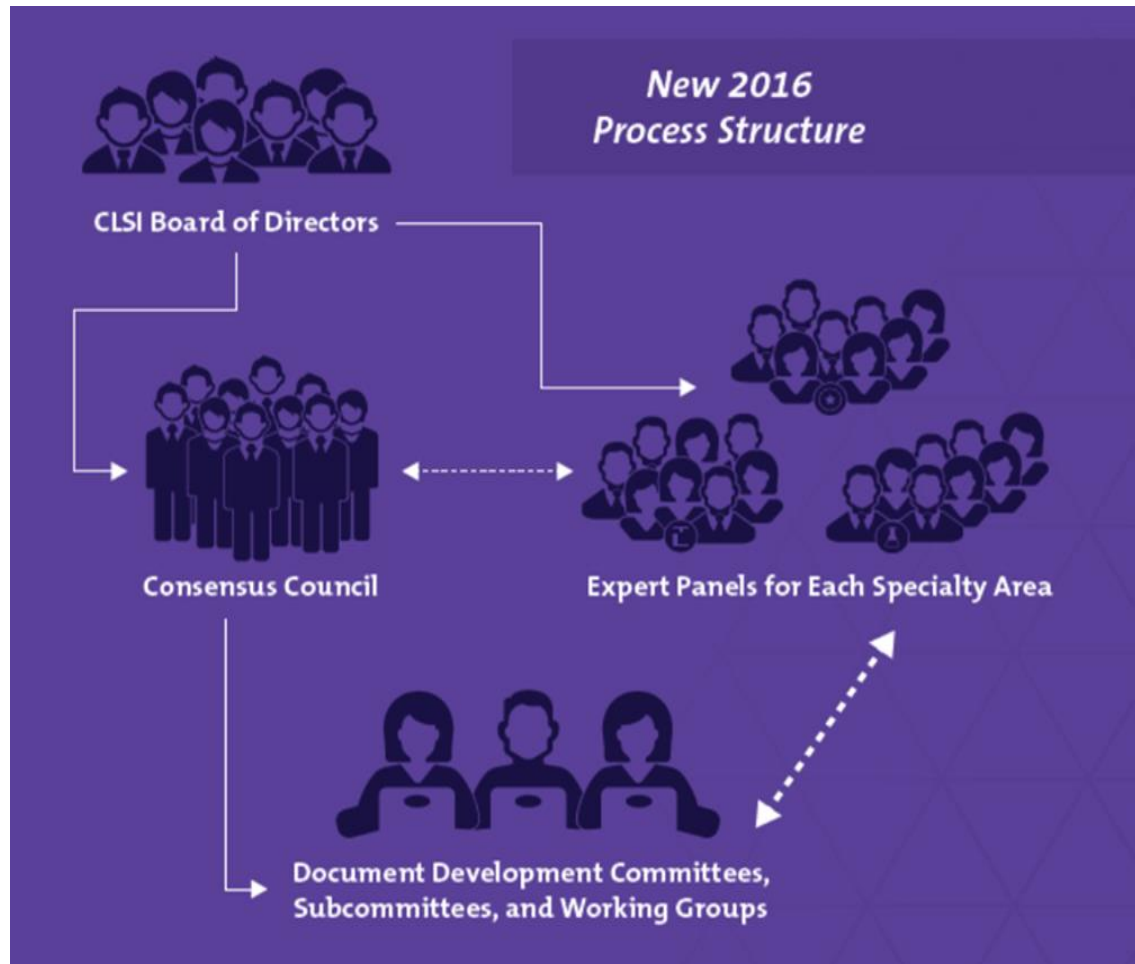 New 2016
Process Structure
CLSI Board of Directors
Consensus Council
Expert Panels for Each Specialty Area
Document Development Committees,
Subcommittees, and Working Groups